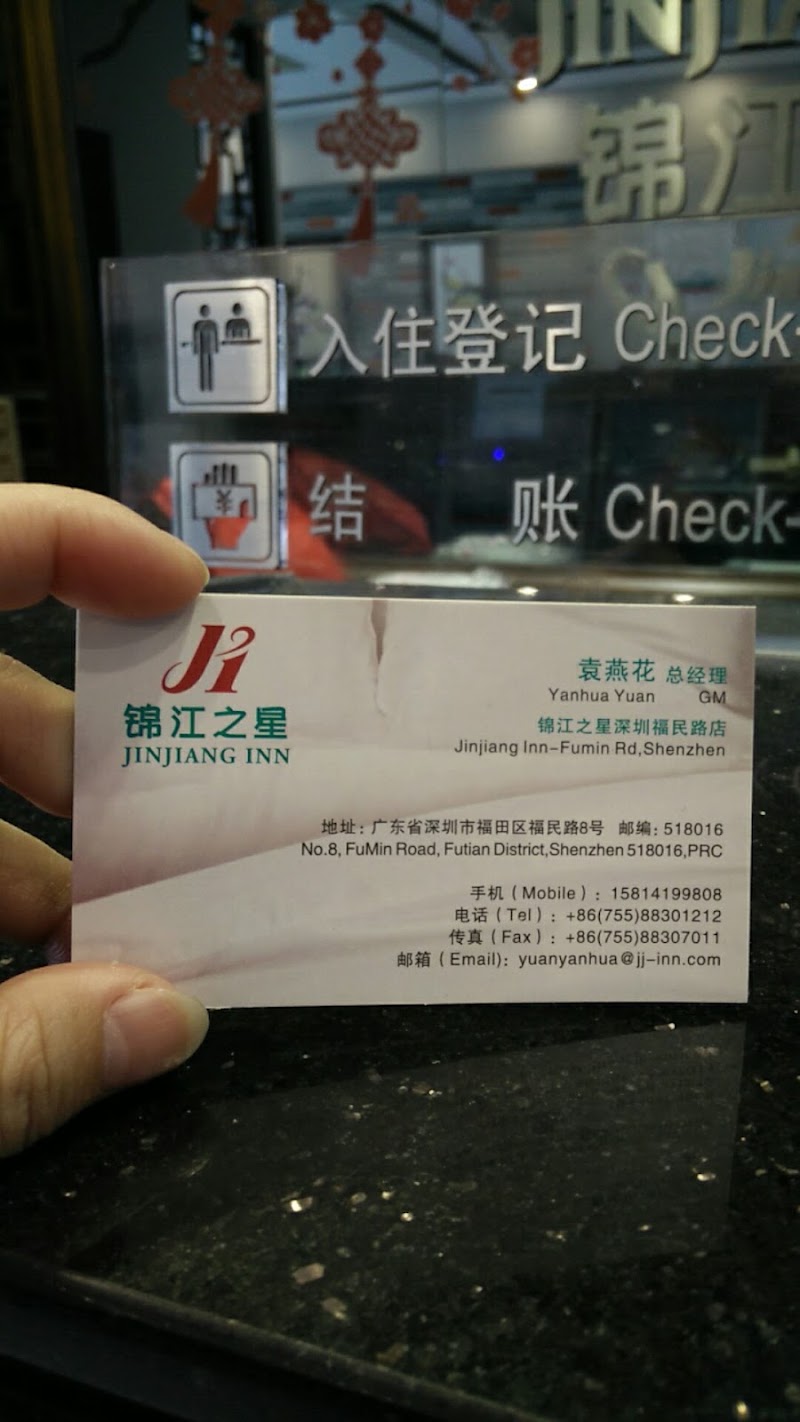 JINJIA
锦江
入住登记 Check-
结 账 Check-
锦江之星
JINJIANG INN
袁燕花 总经理
Yanhua Yuan GM
锦江之星深圳福民路店
Jinjiang Inn-Fumin Rd,Shenzhen
地址：广东省深圳市福田区福民路8号 邮编：518016
No.8, FuMin Road, Futian District,Shenzhen 518016,PRC
手机（Mobile）：15814199808
电话（Tel）：+86(755)88301212
传真（Fax）：+86(755)88307011
邮箱（Email)：yuanyanhua@jj-inn.com